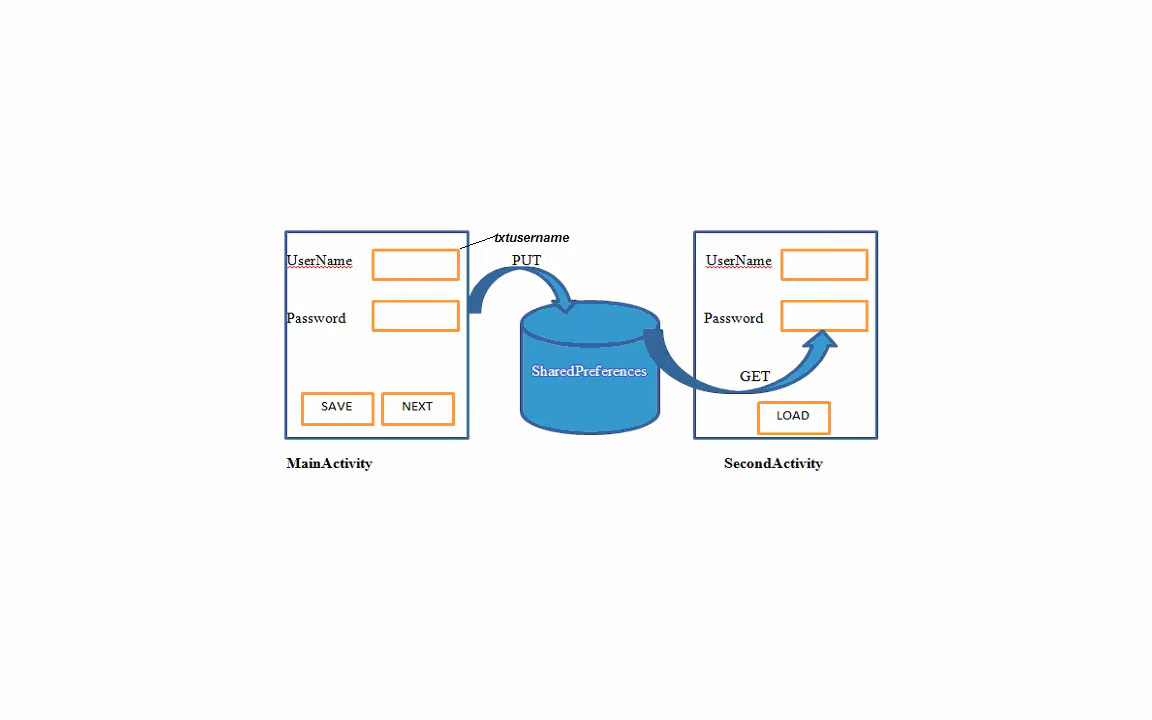 txtusername
UserName
PUT
UserName
Password
Password
SharedPreferences
GET
SAVE
NEXT
LOAD
MainActivity
SecondActivity